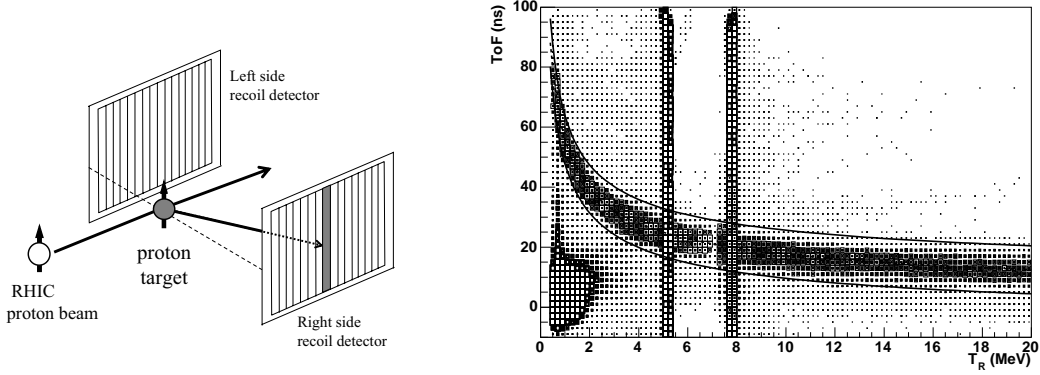 Left side
recoil detector
proton
target
RHIC
proton beam
Right side
recoil detector
ToF (ns)
100
80
60
40
20
0
0 2 4 6 8 10 12 14 16 18 20
T_R (MeV)